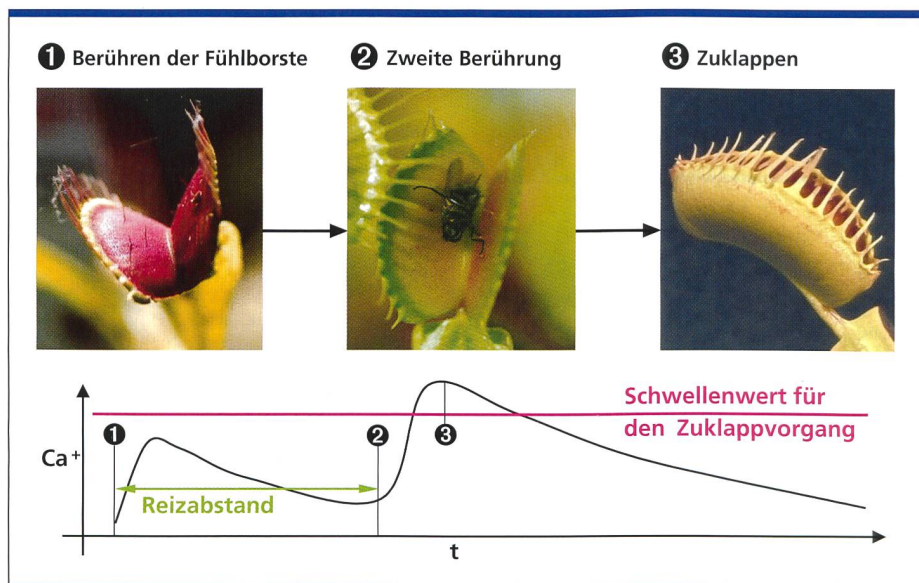 ❶ Berühren der Fühlborste
❷ Zweite Berührung
❸ Zuklappen
Schwellenwert für
den Zuklappvorgang
❶
❷
❸
Ca⁺
Reizabstand
t